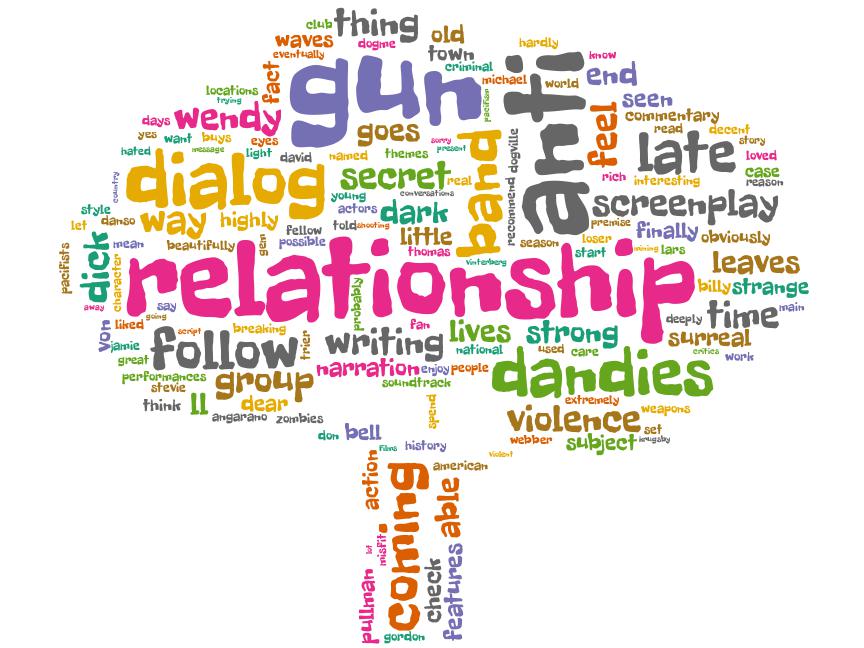 club
thing
old
hardly
waves
dogme
eventually
town
know
criminal
fact
gun
michael
anti
world
end
locations
trying
pacifism
seen
days
wendy
commentary
goes
feel
read
decent
yes
want
buys
eyes
sorry
story
hated
message
light
david
named
themes
present
band
dogville
late
loved
country
dialog
secret
real
rich
interesting
case
reason
young
conversations
recommend
style
danso
way
highly
actors
dark
screenplay
let
fellow
told
shooting
little
premise
finally
obviously
mean
beautifully
gem
possible
thomas
season
loser
start
mining
lars
pacifists
dick
character
relationship
vinterberg
leaves
billy
strange
away
going
say
probably
deeply
time
main
von
liked
script
breaking
trier
fan
jamie
follow
writing
lives
strong
surreal
great
national
used
care
critics
work
performances
stevie
group
narration
enjoy
people
dandies
soundtrack
think
ll
dear
extremely
angarano
zombies
spend
violence
weapons
set
don
bell
webber
subject
krugsby
films
history
violent
american
action
coming
able
lot
misfit
check
features
pullman
gordon